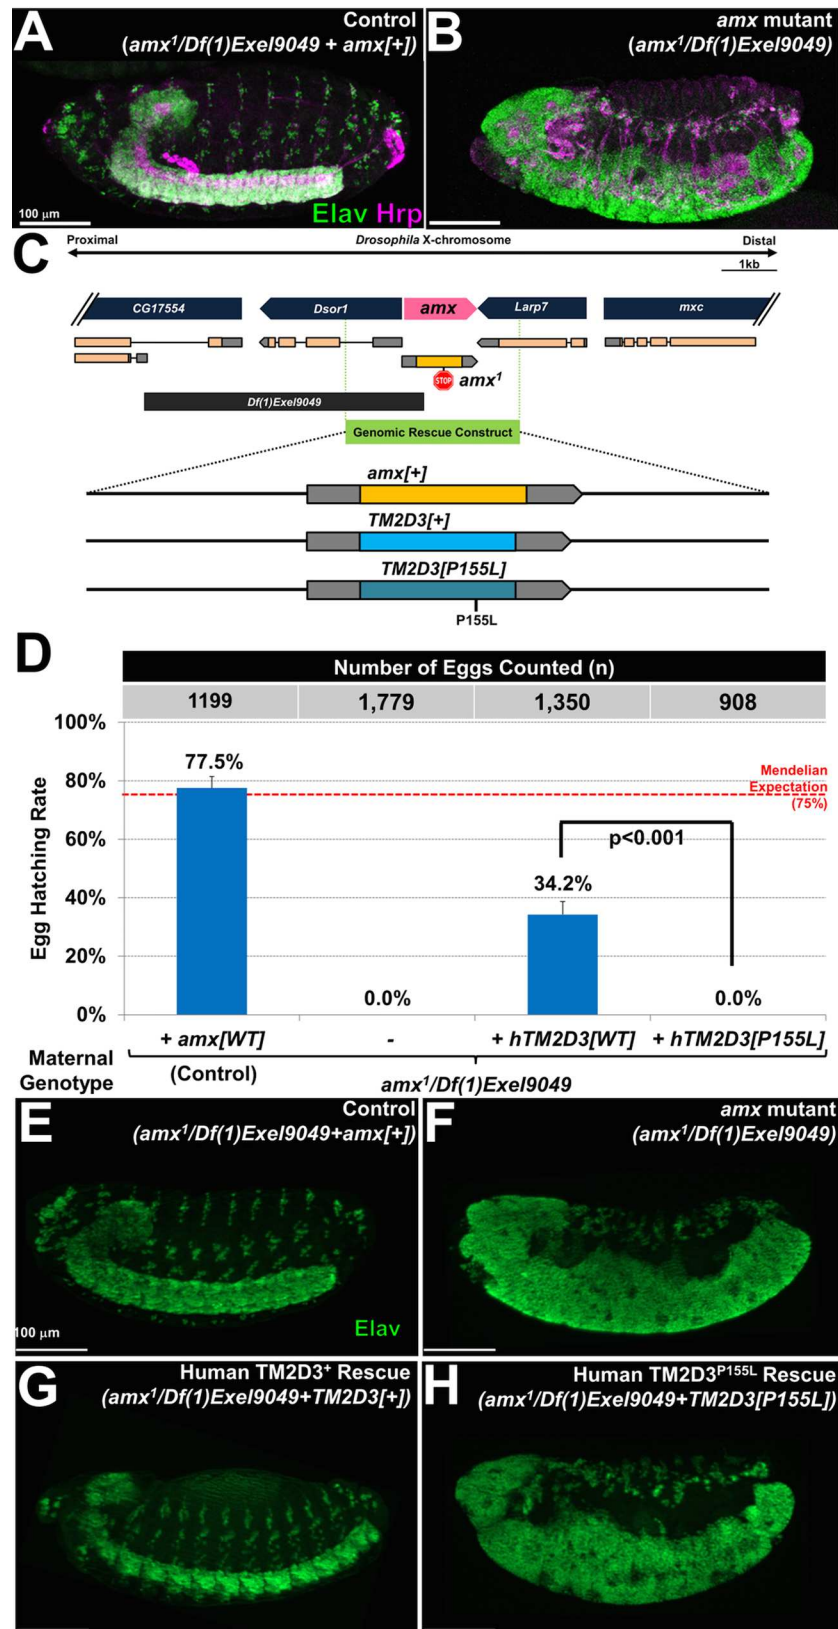 A
Control
(amx¹/Df(1)Exel9049 + amx[+])
100 µm
Elav Hrp
B
amx mutant
(amx¹/Df(1)Exel9049)
C
Proximal
Drosophila X-chromosome
Distal
1kb
CG17554
Dsor1
amx
Larp7
mxc
STOP
amx¹
Df(1)Exel9049
Genomic Rescue Construct
amx[+]
TM2D3[+]
TM2D3[P155L]
P155L
D
Number of Eggs Counted (n)
1199 1,779 1,350 908
Egg Hatching Rate
100%
80%
60%
40%
20%
0%
77.5%
0.0%
34.2%
0.0%
p<0.001
Mendelian
Expectation
(75%)
Maternal
Genotype
+ amx[WT]
(Control)
-
+ hTM2D3[WT]
+ hTM2D3[P155L]
amx¹/Df(1)Exel9049
E
Control
(amx¹/Df(1)Exel9049+amx[+])
100 µm
Elav
F
amx mutant
(amx¹/Df(1)Exel9049)
G
Human TM2D3⁺ Rescue
(amx¹/Df(1)Exel9049+TM2D3[+])
H
Human TM2D3ᴾ¹⁵⁵ᴸ Rescue
(amx¹/Df(1)Exel9049+TM2D3[P155L])